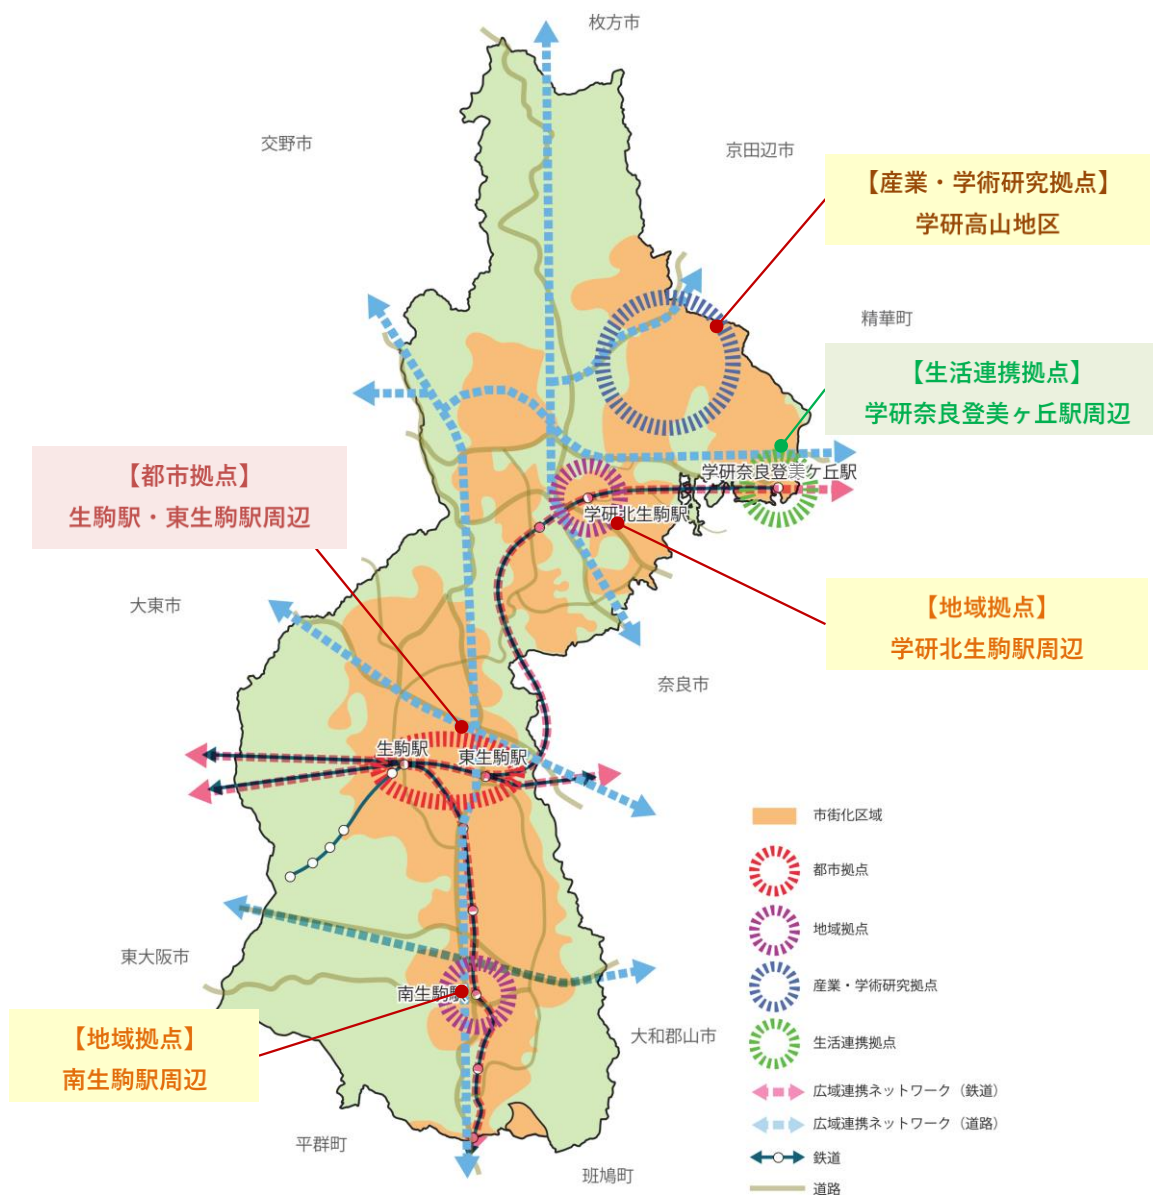 枚方市
交野市
京田辺市
【産業・学術研究拠点】
学研高山地区
精華町
【生活連携拠点】
学研奈良登美ヶ丘駅周辺
【都市拠点】
生駒駅・東生駒駅周辺
学研奈良登美ケ丘駅
学研北生駒駅
【地域拠点】
学研北生駒駅周辺
大東市
奈良市
生駒駅
東生駒駅
市街化区域
都市拠点
地域拠点
東大阪市
産業・学術研究拠点
南生駒駅
【地域拠点】
南生駒駅周辺
大和郡山市
生活連携拠点
広域連携ネットワーク（鉄道）
広域連携ネットワーク（道路）
平群町
鉄道
斑鳩町
道路